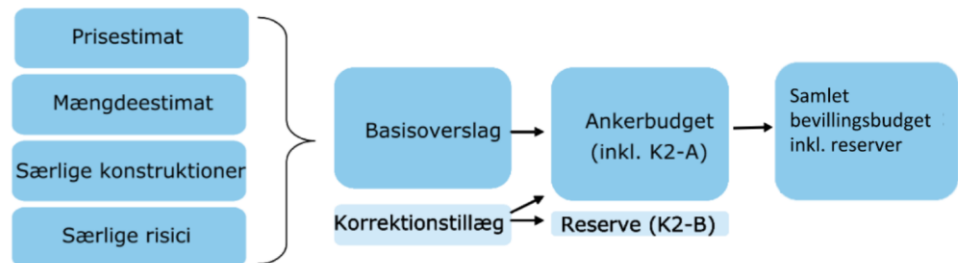 Prisestimat
Mængdeestimat
Særlige konstruktioner
Særlige risici
Basisoverslag
Korrektionstillæg
Ankerbudget
(inkl. K2-A)
Reserve (K2-B)
Samlet
bevillingsbudget
inkl. reserver